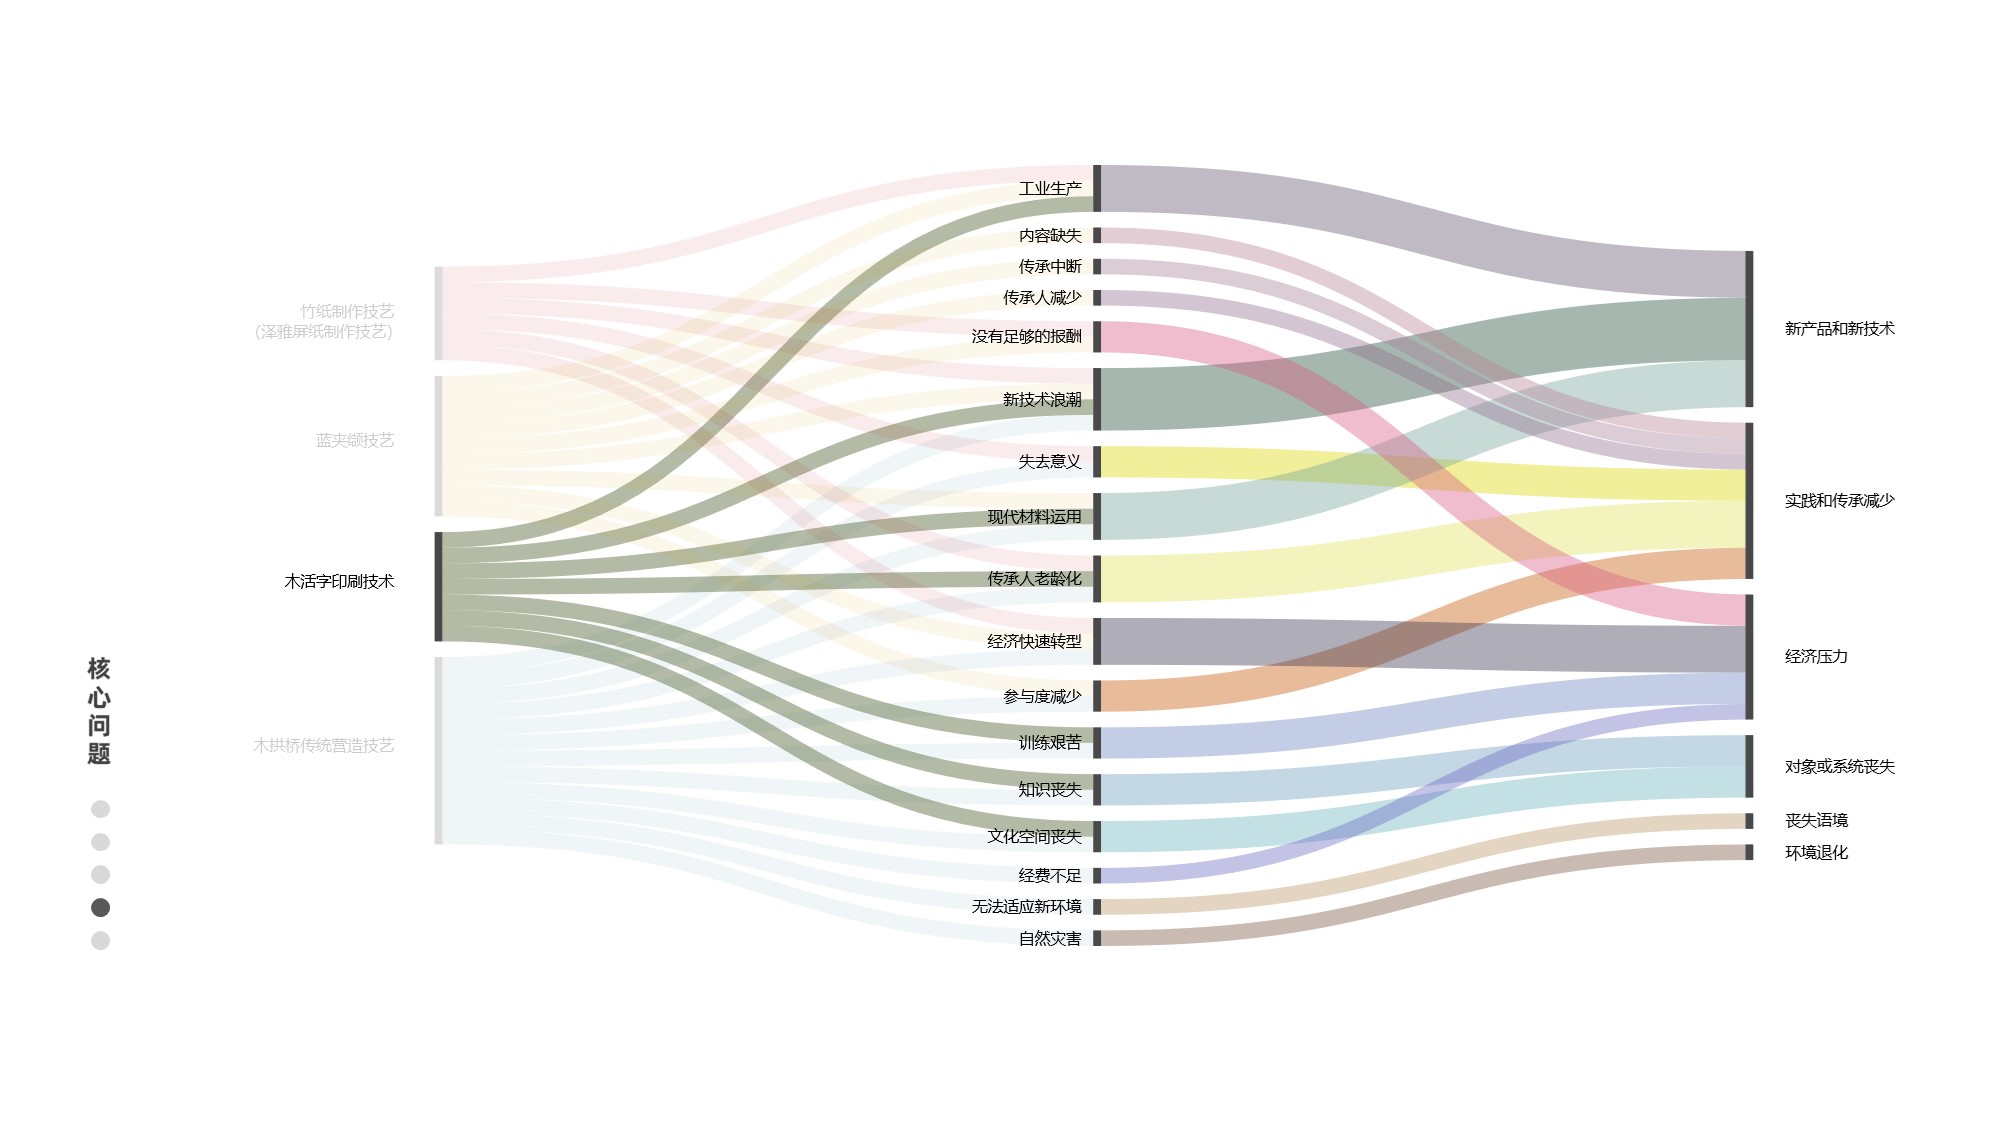 核心问题
竹纸制作技艺
(泽雅屏纸制作技艺)
蓝夹缬技艺
木活字印刷技术
木拱桥传统营造技艺
工业生产
内容缺失
传承中断
传承人减少
没有足够的报酬
新技术浪潮
失去意义
现代材料运用
传承人老龄化
经济快速转型
参与度减少
训练艰苦
知识丧失
文化空间丧失
经费不足
无法适应新环境
自然灾害
新产品和新技术
实践和传承减少
经济压力
对象或系统丧失
丧失语境
环境退化